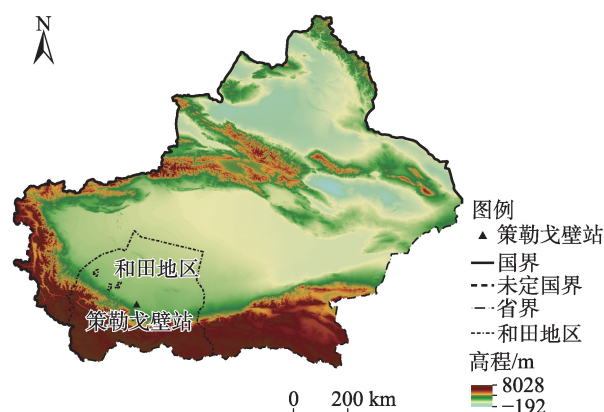 N
和田地区
策勒戈壁站
图例
策勒戈壁站
国界
未定国界
省界
和田地区
高程/m
8028
−192
0 200 km